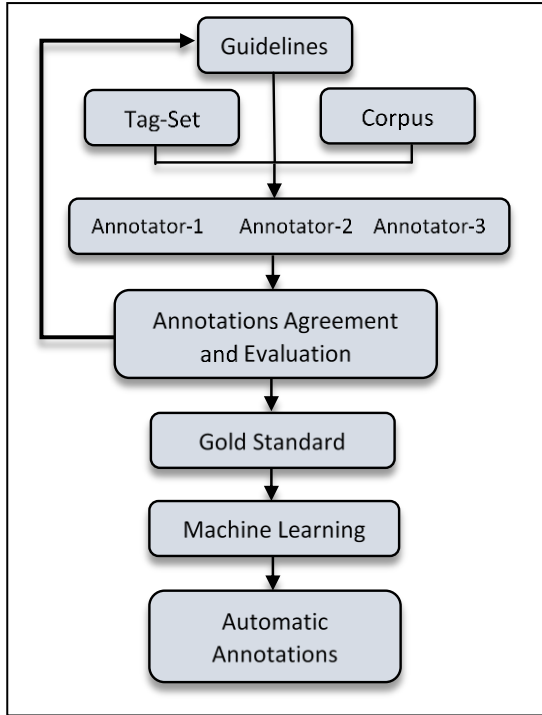 Guidelines
Tag-Set
Corpus
Annotator-1 Annotator-2 Annotator-3
Annotations Agreement
and Evaluation
Gold Standard
Machine Learning
Automatic
Annotations